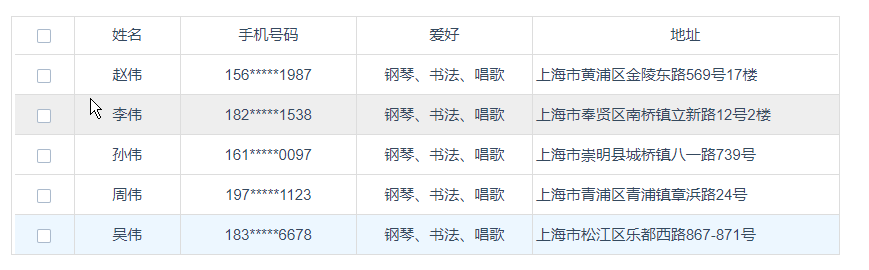 姓名 手机号码 爱好 地址
赵伟 156*****1987 钢琴、书法、唱歌 上海市黄浦区金陵东路569号17楼
李伟 182*****1538 钢琴、书法、唱歌 上海市奉贤区南桥镇立新路12号2楼
孙伟 161*****0097 钢琴、书法、唱歌 上海市崇明县城桥镇八一路739号
周伟 197*****1123 钢琴、书法、唱歌 上海市青浦区青浦镇章浜路24号
吴伟 183*****6678 钢琴、书法、唱歌 上海市松江区乐都西路867-871号